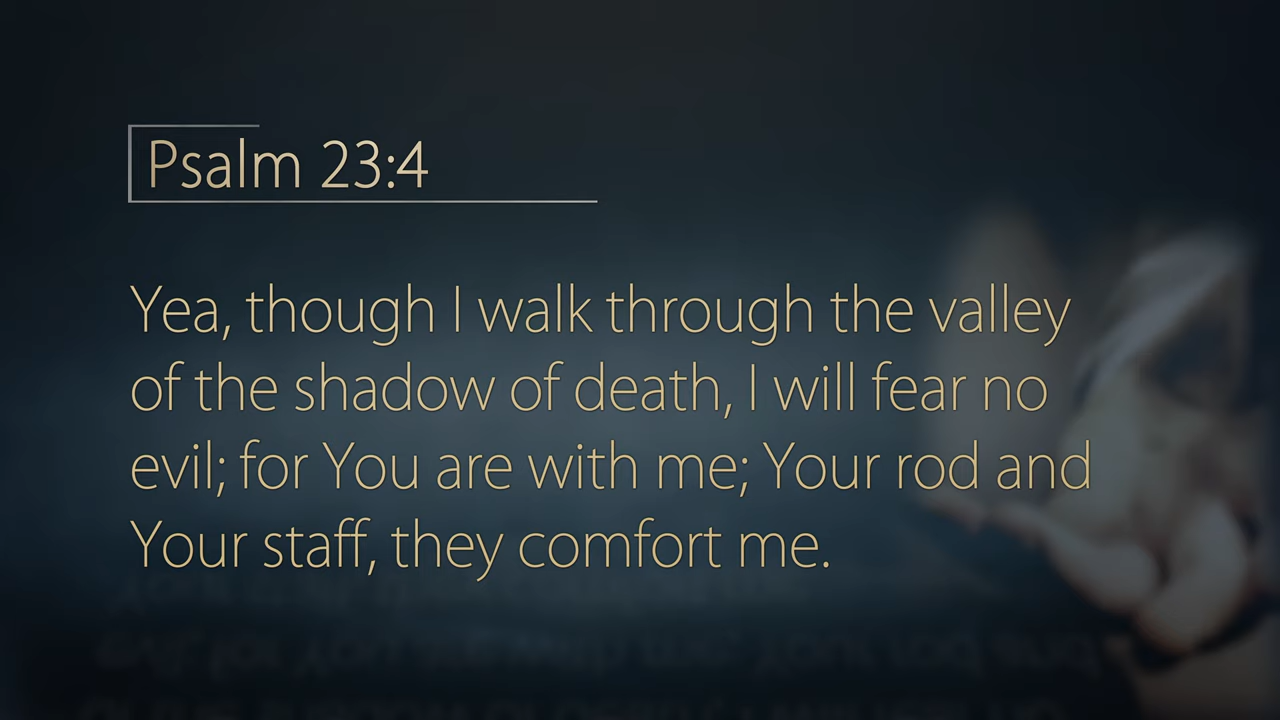 Psalm 23:4
Yea, though I walk through the valley
of the shadow of death, I will fear no
evil; for You are with me; Your rod and
Your staff, they comfort me.